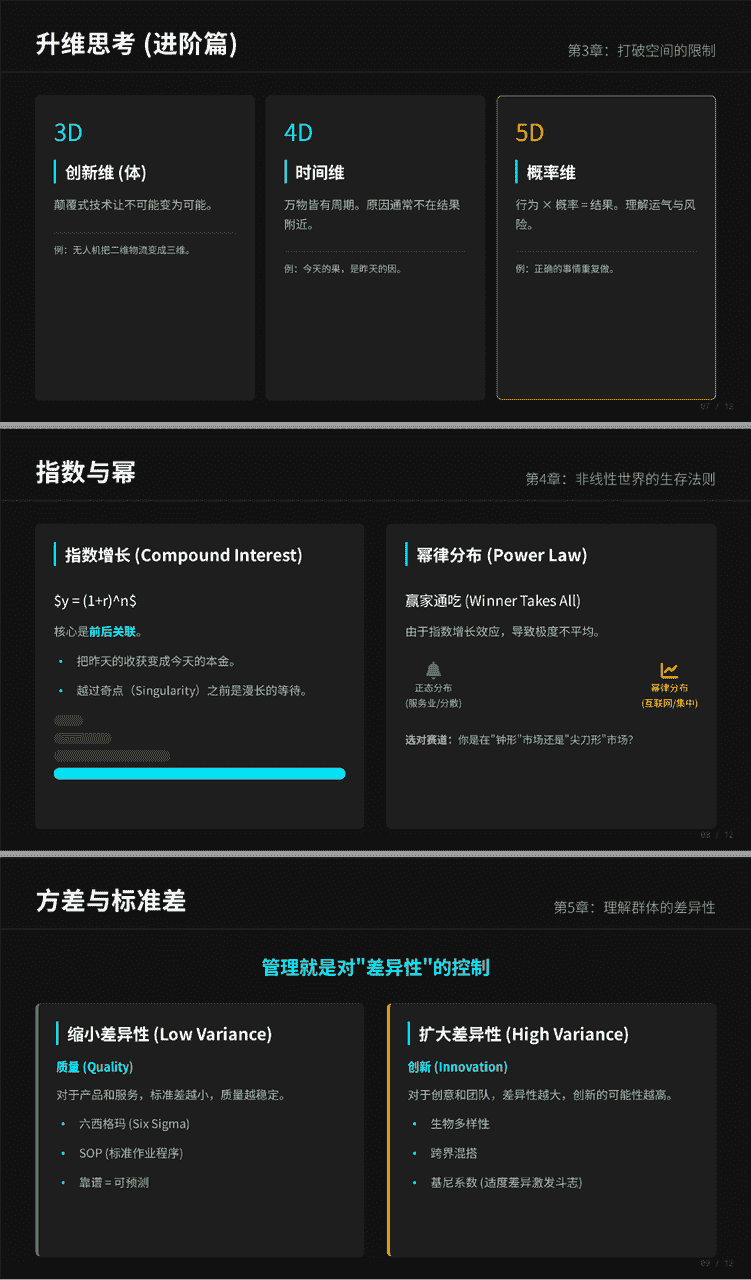 升维思考 (进阶篇)
第3章：打破空间的限制
3D
创新维 (体)
颠覆式技术让不可能变为可能。
例：无人机把二维物流变成三维。
4D
时间维
万物皆有周期。原因通常不在结果
附近。
例：今天的果，是昨天的因。
5D
概率维
行为 × 概率 = 结果。理解运气与风
险。
例：正确的事情重复做。
07 / 12
指数与幂
第4章：非线性世界的生存法则
指数增长 (Compound Interest)
$y = (1+r)^n$
核心是前后关联。
• 把昨天的收获变成今天的本金。
• 越过奇点（Singularity）之前是漫长的等待。
幂律分布 (Power Law)
赢家通吃 (Winner Takes All)
由于指数增长效应，导致极度不平均。
正态分布
(服务业/分散)
幂律分布
(互联网/集中)
选对赛道：你是在"钟形"市场还是"尖刀形"市场？
08 / 12
方差与标准差
第5章：理解群体的差异性
管理就是对"差异性"的控制
缩小差异性 (Low Variance)
质量 (Quality)
对于产品和服务，标准差越小，质量越稳定。
• 六西格玛 (Six Sigma)
• SOP (标准作业程序)
• 靠谱 = 可预测
扩大差异性 (High Variance)
创新 (Innovation)
对于创意和团队，差异性越大，创新的可能性越高。
• 生物多样性
• 跨界混搭
• 基尼系数 (适度差异激发斗志)
09 / 12